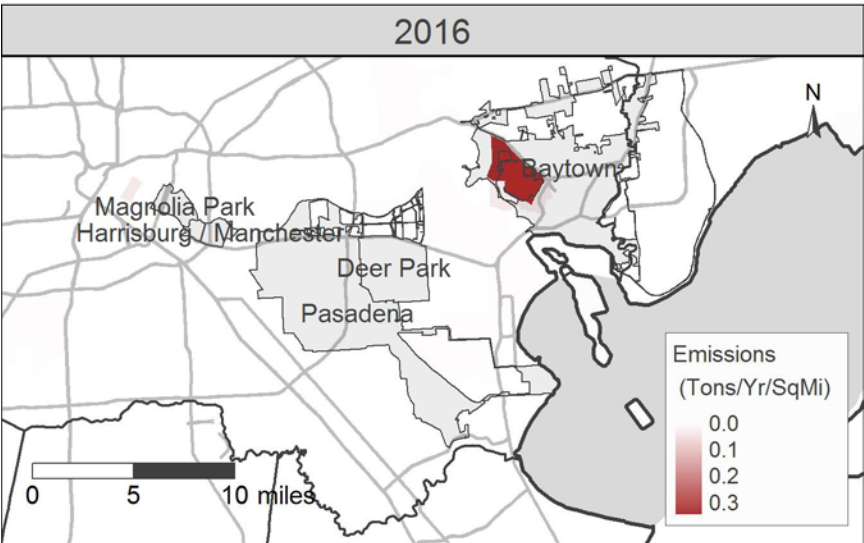 2016
N
Baytown
Magnolia Park
Harrisburg / Manchester
Deer Park
Pasadena
Emissions
(Tons/Yr/SqMi)
0.0
0.1
0.2
0.3
0 5 10 miles